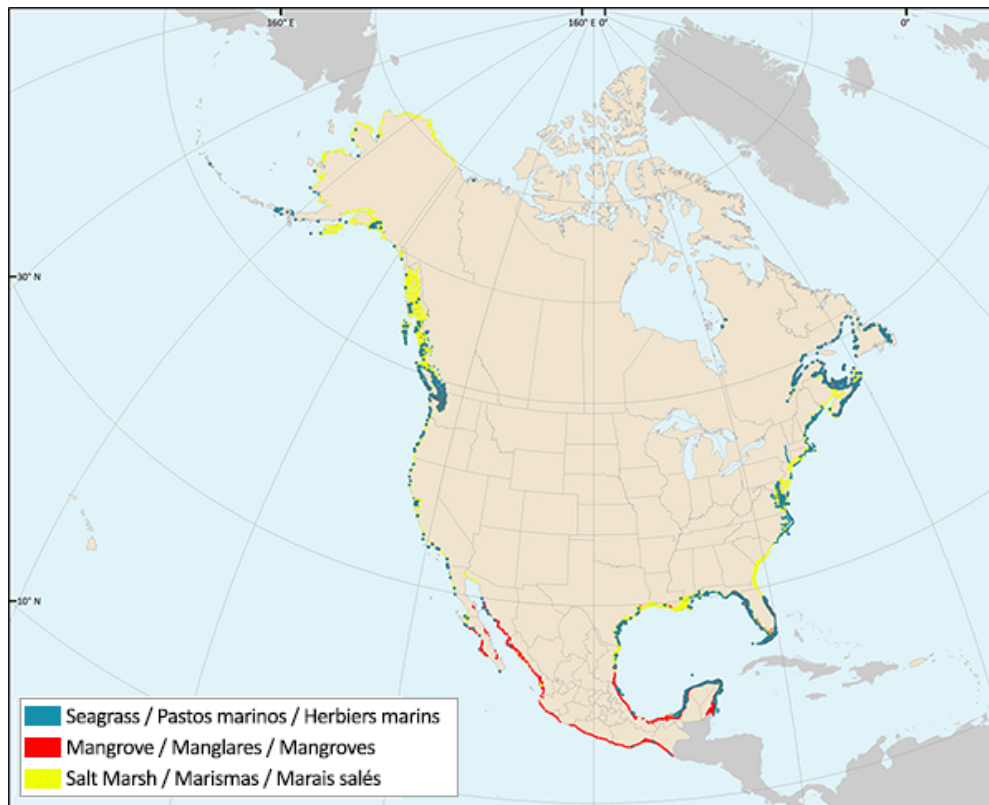 160° E
160° E 0°
0°
30° N
10° N
Seagrass / Pastos marinos / Herbiers marins
Mangrove / Manglares / Mangroves
Salt Marsh / Marismas / Marais salés